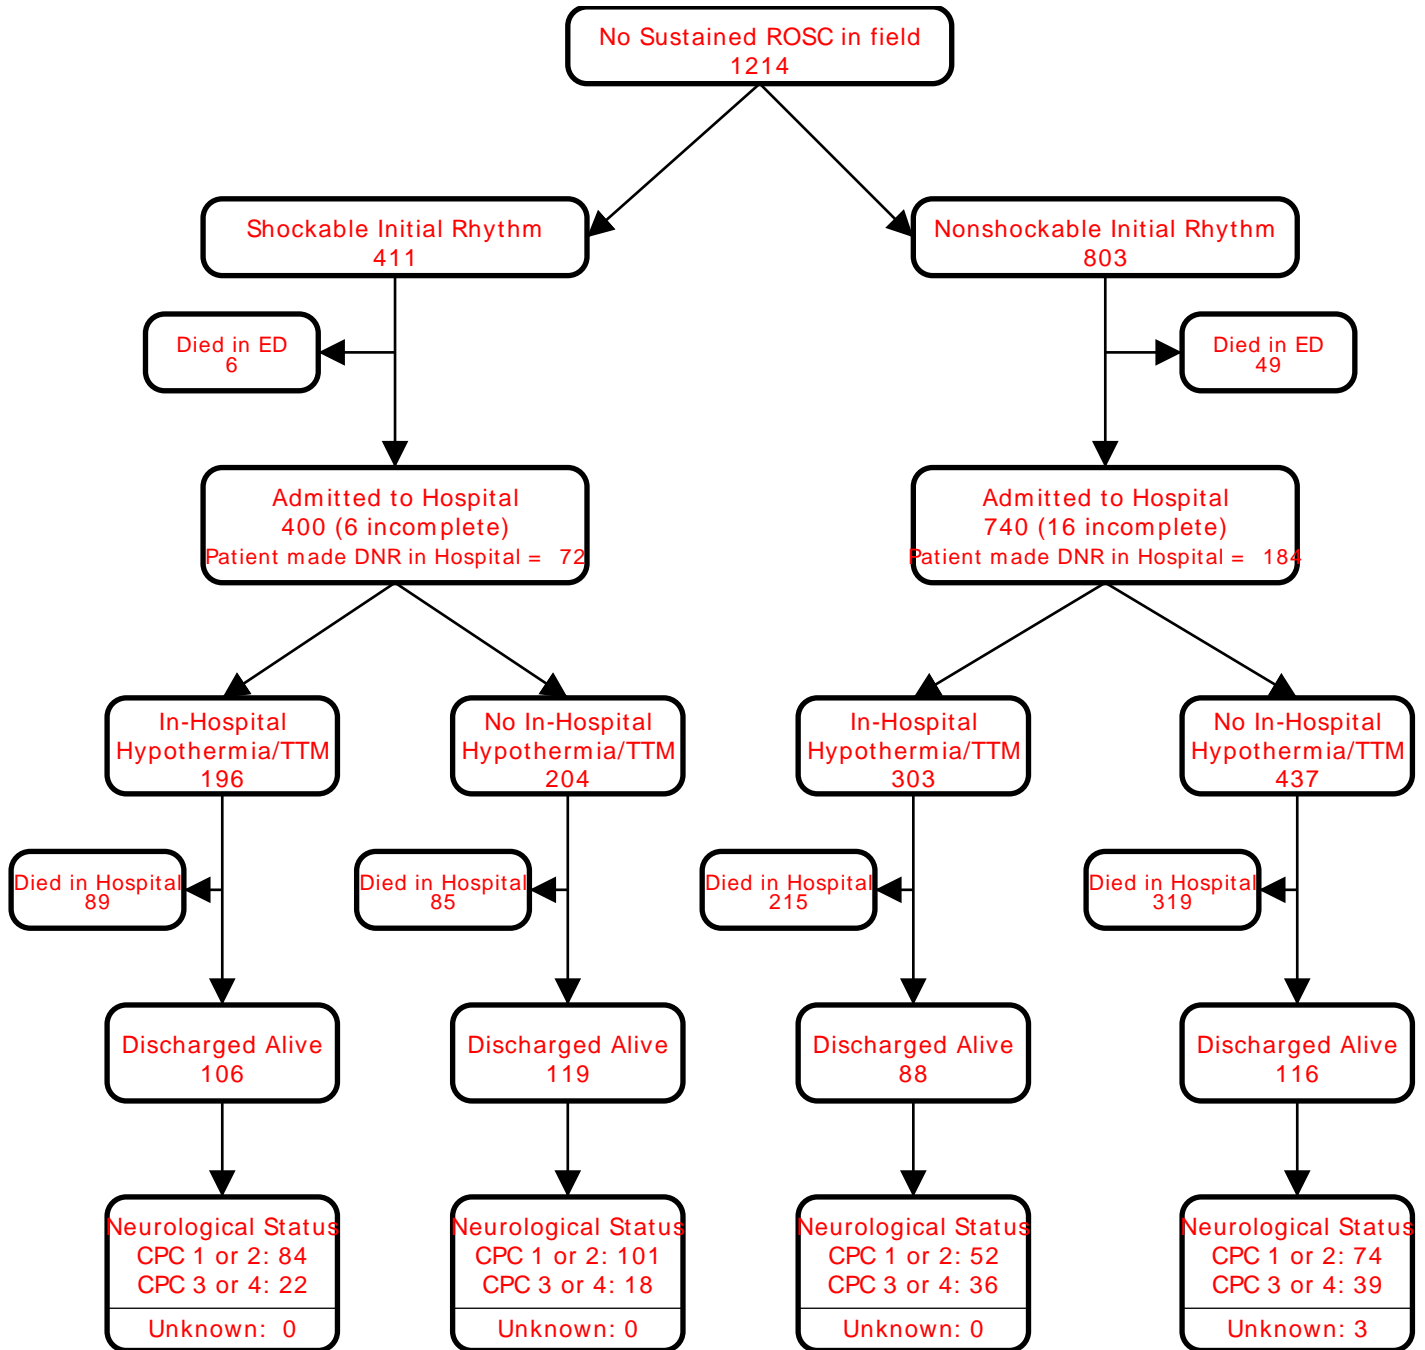 No Sustained ROSC in field
1214
Shockable Initial Rhythm
411
Nonshockable Initial Rhythm
803
Died in ED
6
Died in ED
49
Admitted to Hospital
400 (6 incomplete)
Patient made DNR in Hospital = 72
Admitted to Hospital
740 (16 incomplete)
Patient made DNR in Hospital = 184
In-Hospital
Hypothermia/TTM
196
No In-Hospital
Hypothermia/TTM
204
In-Hospital
Hypothermia/TTM
303
No In-Hospital
Hypothermia/TTM
437
Died in Hospital
89
Died in Hospital
85
Died in Hospital
215
Died in Hospital
319
Discharged Alive
106
Discharged Alive
119
Discharged Alive
88
Discharged Alive
116
Neurological Status
CPC 1 or 2: 84
CPC 3 or 4: 22
Unknown: 0
Neurological Status
CPC 1 or 2: 101
CPC 3 or 4: 18
Unknown: 0
Neurological Status
CPC 1 or 2: 52
CPC 3 or 4: 36
Unknown: 0
Neurological Status
CPC 1 or 2: 74
CPC 3 or 4: 39
Unknown: 3